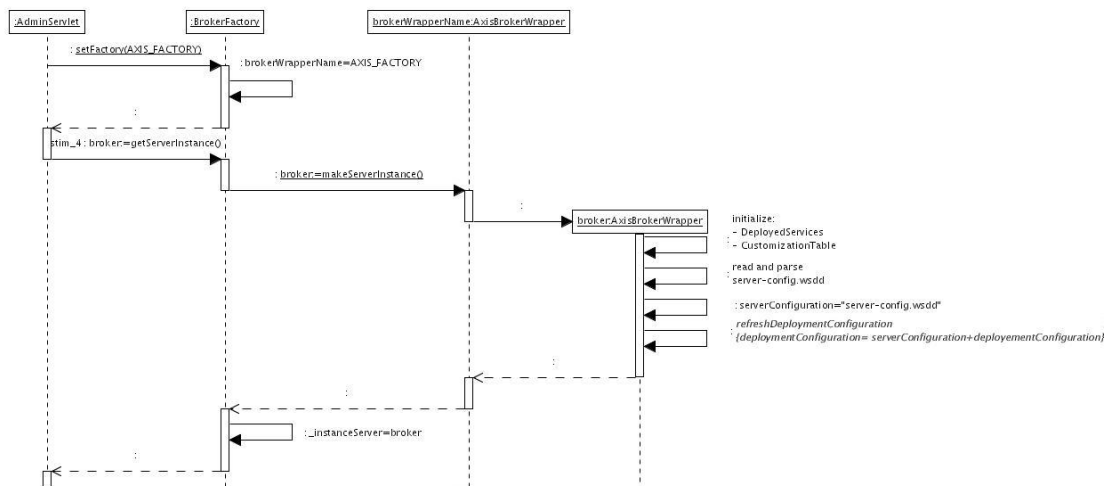 :AdminServlet
:BrokerFactory
brokerWrapperName:AxisBrokerWrapper
: setFactory(AXIS_FACTORY)
: brokerWrapperName=AXIS_FACTORY
:
stim_4 : broker:=getServerInstance()
: broker:=makeServerInstance()
:
broker:AxisBrokerWrapper
initialize:
- DeployedServices
:
- CustomizationTable
read and parse
:
server-config.wsdd
: serverConfiguration="server-config.wsdd"
refreshDeploymentConfiguration
:
{deploymentConfiguration= serverConfiguration+deployementConfiguration}
:
:
:_instanceServer=broker
: